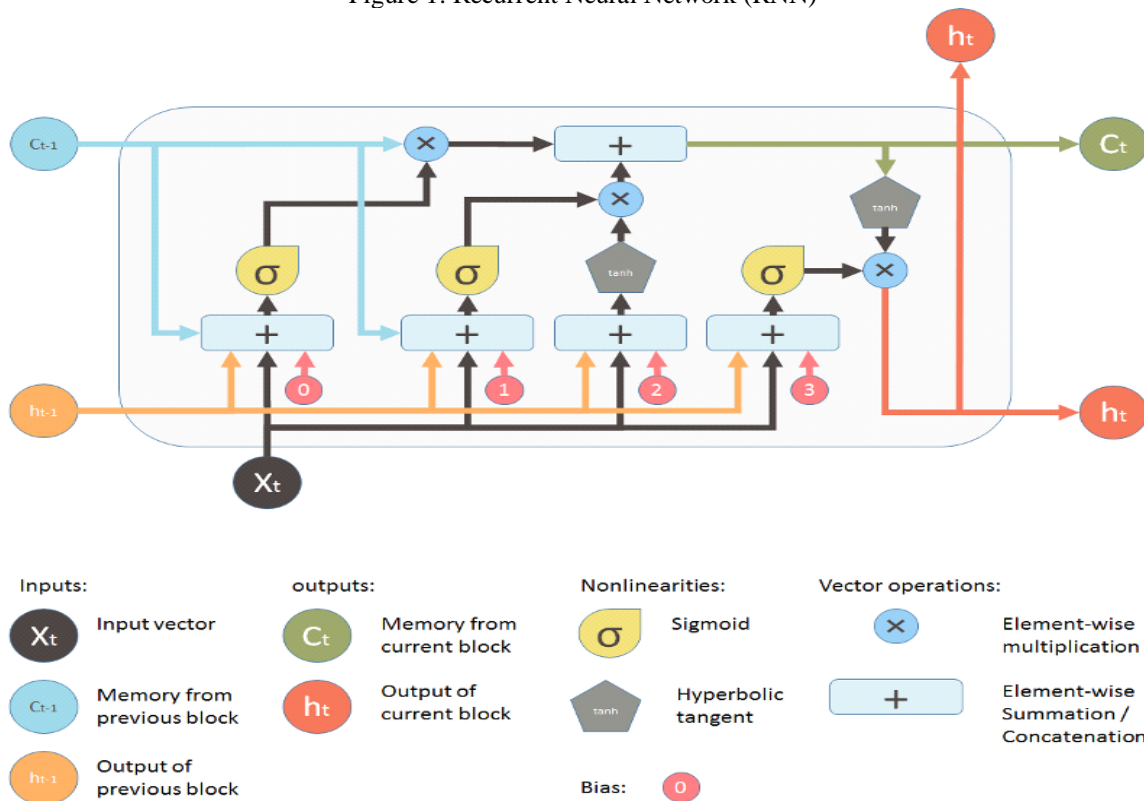 Figure 1: Recurrent Neural Network (RNN)
ht
Ct-1
×
+
Ct
tanh
×
σ
σ
tanh
σ
×
+
+
+
+
0
1
2
3
ht-1
ht
Xt
Inputs:
outputs:
Nonlinearities:
Vector operations:
Xt
Input vector
Ct
Memory from
current block
σ
Sigmoid
×
Element-wise
multiplication
Ct-1
Memory from
previous block
ht
Output of
current block
tanh
Hyperbolic
tangent
+
Element-wise
Summation /
Concatenation
ht-1
Output of
previous block
Bias:
0